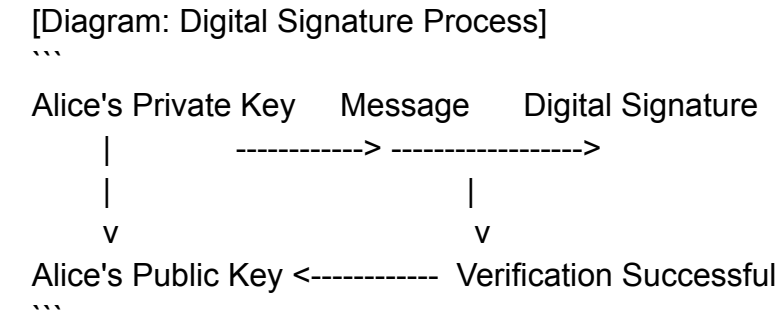 [Diagram: Digital Signature Process]
```
Alice's Private Key Message Digital Signature
| ------------> ------------------>
| |
v v
Alice's Public Key <------------ Verification Successful
```